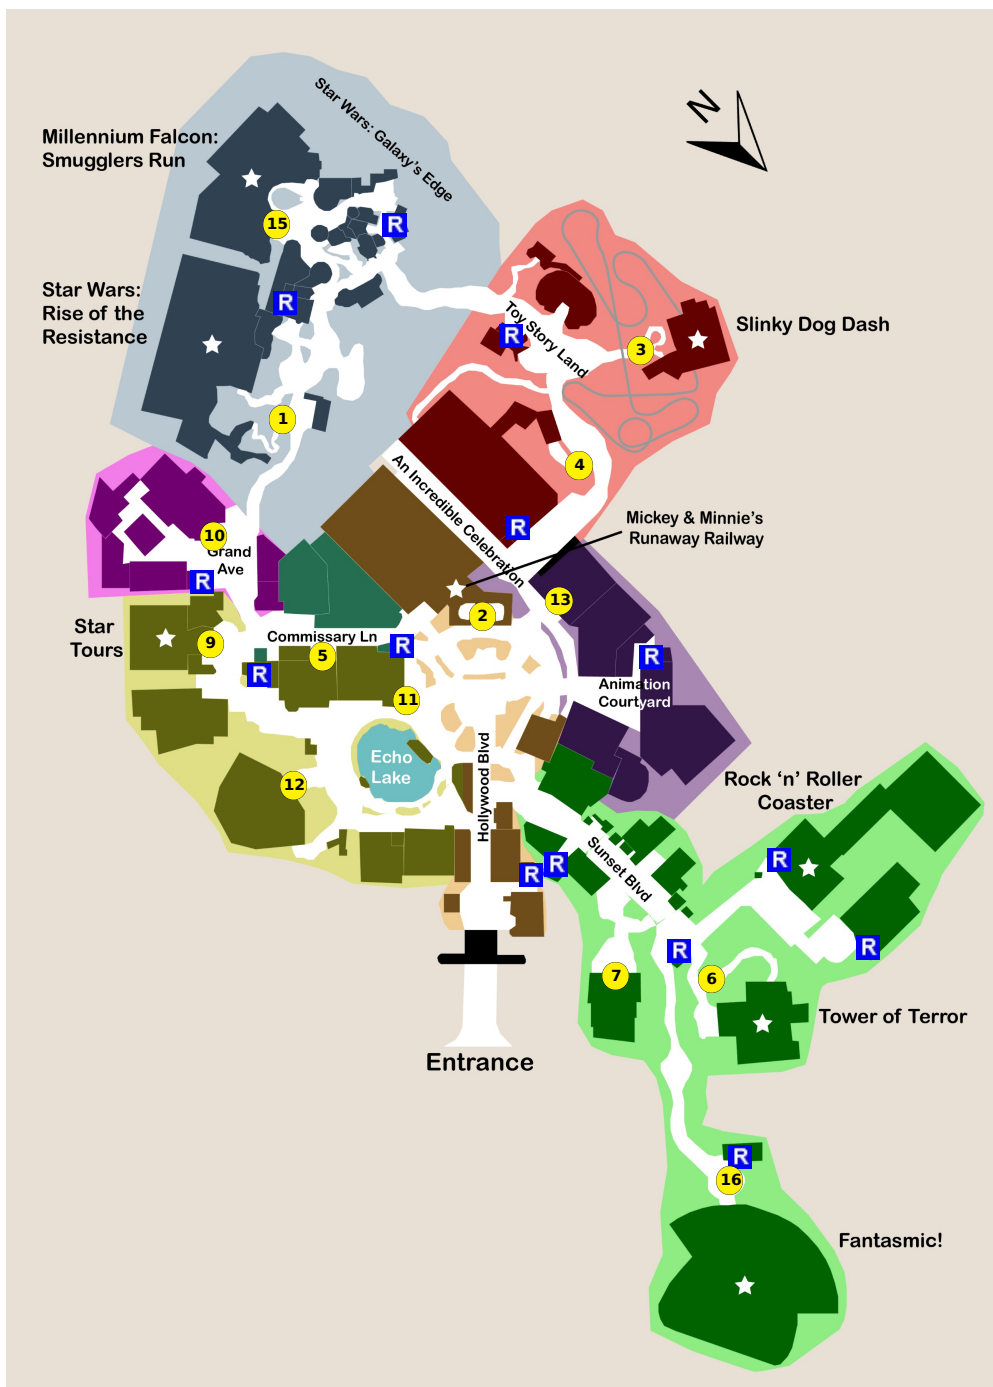 Star Wars: Galaxy's Edge
N
Millennium Falcon:
Smugglers Run
15
R
Star Wars:
Rise of the
Resistance
R
Toy Story Land
R
3
Slinky Dog Dash
1
An Incredible Celebration
4
R
Mickey & Minnie's
Runaway Railway
10
Grand
Ave
R
13
2
Star
Tours
9
Commissary Ln
5
R
R
R
Animation
Courtyard
11
Echo
Lake
12
Hollywood Blvd
Rock 'n' Roller
Coaster
R
Sunset Blvd
R
R
R
R
7
6
Tower of Terror
Entrance
R
16
Fantasmic!